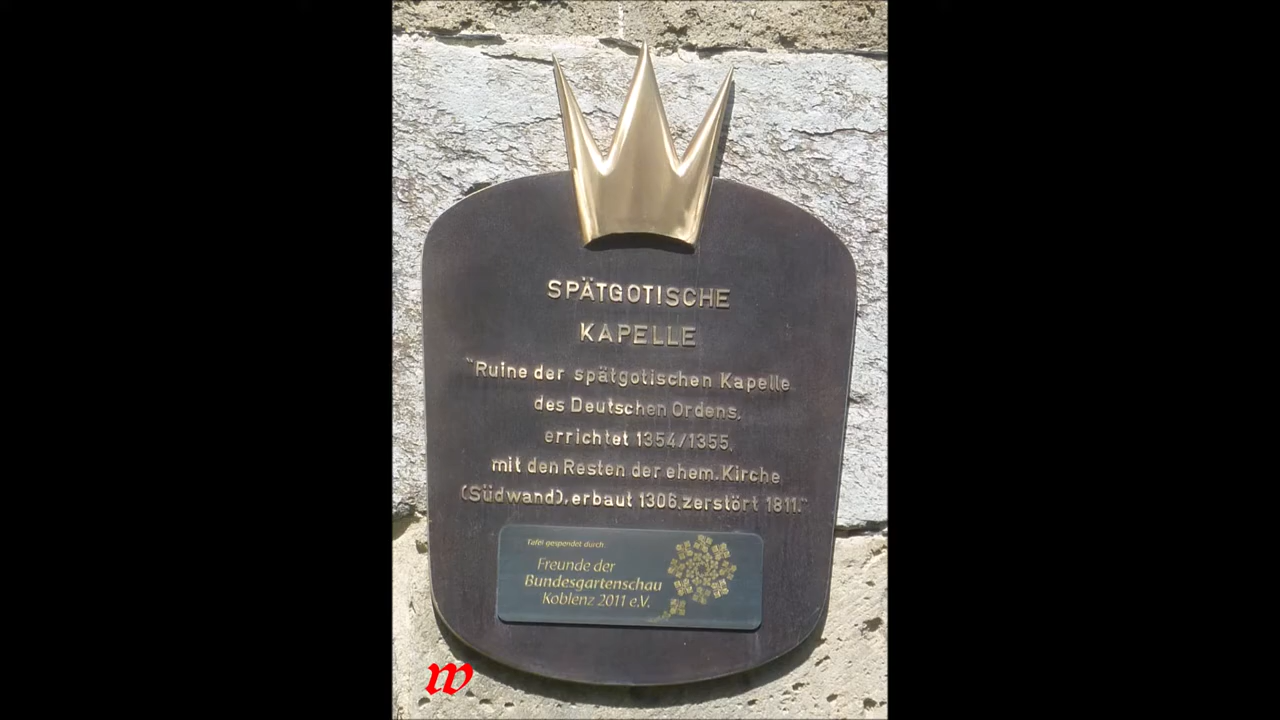 SPÄTGOTISCHE
KAPELLE
"Ruine der spätgotischen Kapelle
des Deutschen Ordens,
errichtet 1354/1355,
mit den Resten der ehem. Kirche
(Südwand), erbaut 1306, zerstört 1811."
Tafel gespendet durch:
Freunde der
Bundesgartenschau
Koblenz 2011 e.V.
w